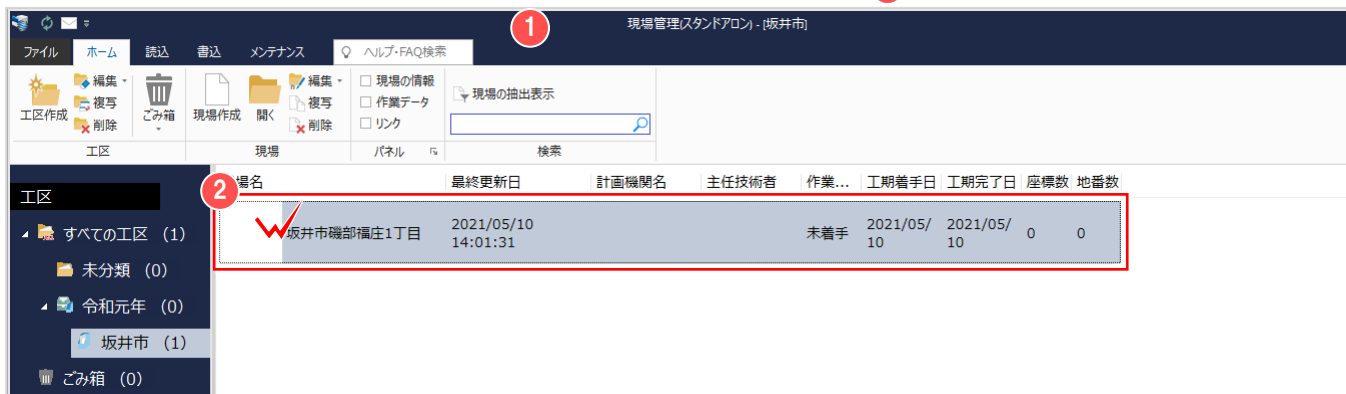 1
現場管理(スタンドアロン) - [坂井市]
ファイル ホーム 読込 書込 メンテナンス ヘルプ・FAQ検索
工区作成 編集 複写 削除 ごみ箱
現場作成 開く 編集 複写 削除
現場の情報
作業データ
リンク
現場の抽出表示
工区 現場 パネル 検索
2
場名 最終更新日 計画機関名 主任技術者 作業... 工期着手日 工期完了日 座標数 地番数
坂井市磯部福庄1丁目 2021/05/10 未着手 2021/05/ 2021/05/ 0 0
14:01:31 10 10
工区
すべての工区 (1)
未分類 (0)
令和元年 (0)
坂井市 (1)
ごみ箱 (0)